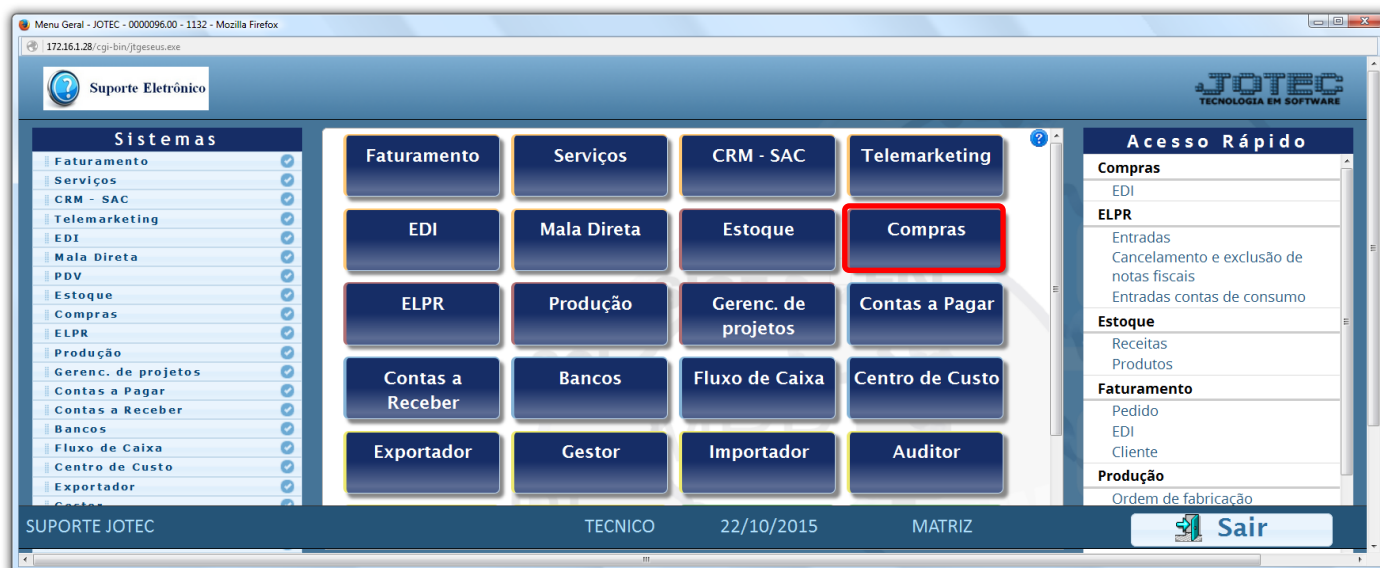 Menu Geral - JOTEC - 0000096.00 - 1132 - Mozilla Firefox
172.16.1.28/cgi-bin/jtgeseus.exe
Suporte Eletrônico
JOTEC
TECNOLOGIA EM SOFTWARE
Sistemas
Faturamento
Serviços
CRM - SAC
Telemarketing
EDI
Mala Direta
PDV
Estoque
Compras
ELPR
Produção
Gerenc. de projetos
Contas a Pagar
Contas a Receber
Bancos
Fluxo de Caixa
Centro de Custo
Exportador
Gestor
Faturamento
Serviços
CRM - SAC
Telemarketing
EDI
Mala Direta
Estoque
Compras
ELPR
Produção
Gerenc. de
projetos
Contas a Pagar
Contas a
Receber
Bancos
Fluxo de Caixa
Centro de Custo
Exportador
Gestor
Importador
Auditor
Acesso Rápido
Compras
EDI
ELPR
Entradas
Cancelamento e exclusão de
notas fiscais
Entradas contas de consumo
Estoque
Receitas
Produtos
Faturamento
Pedido
EDI
Cliente
Produção
Ordem de fabricação
SUPORTE JOTEC
TECNICO
22/10/2015
MATRIZ
Sair